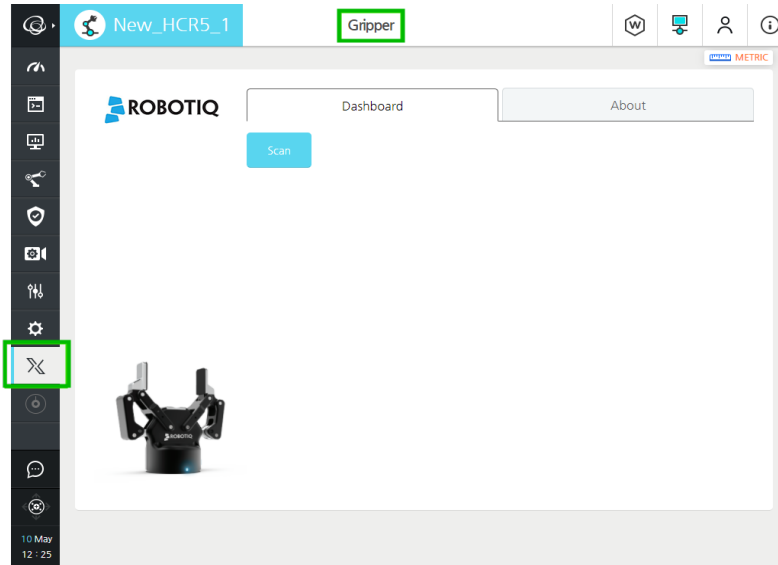 New_HCR5_1
Gripper
W
METRIC
ROBOTIQ
Dashboard
About
Scan
ROBOTIQ
10 May
12 : 25